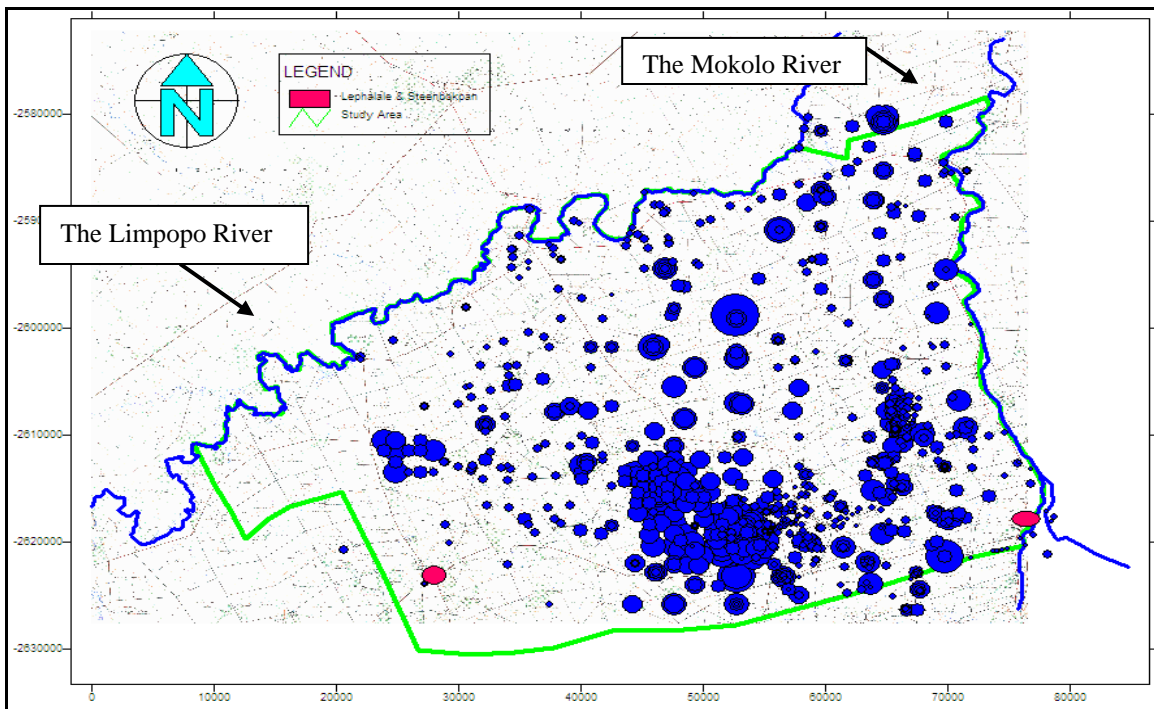 The Mokolo River
LEGEND
Lephalale & Steenbokpan
Study Area
N
The Limpopo River
-2580000
-2600000
-2610000
-2620000
-2630000
0
10000
20000
30000
40000
50000
60000
70000
80000